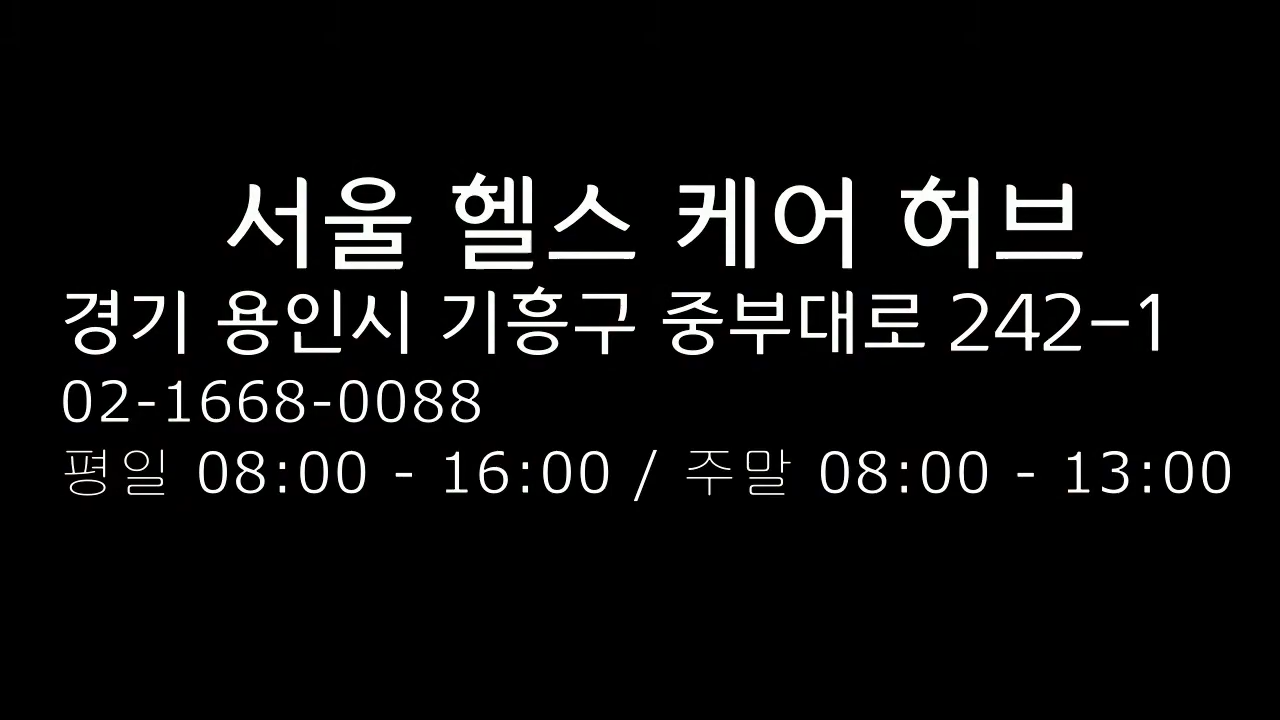 서울 헬스 케어 허브
경기 용인시 기흥구 중부대로 242-1
02-1668-0088
평일 08:00 - 16:00 / 주말 08:00 - 13:00